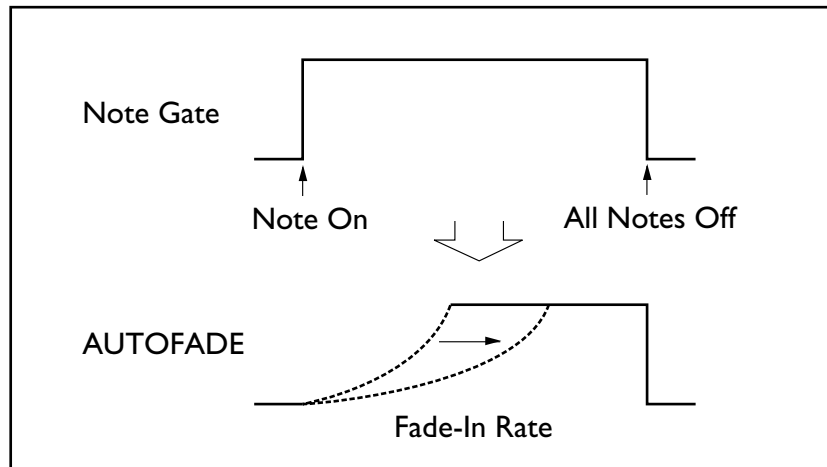 Note Gate
Note On
All Notes Off
AUTOFADE
Fade-In Rate